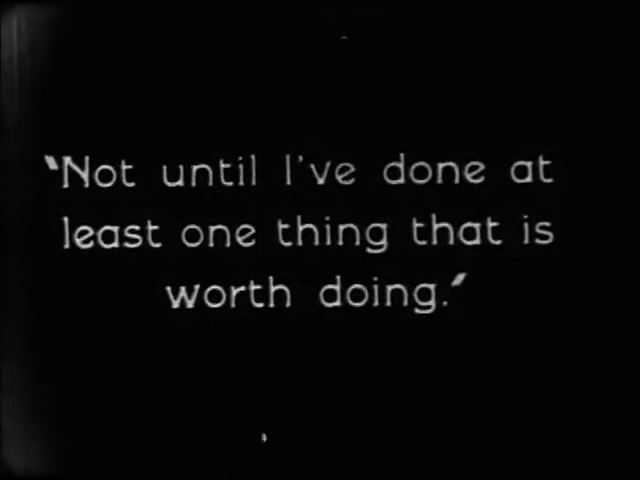 "Not until I've done at
least one thing that is
worth doing."